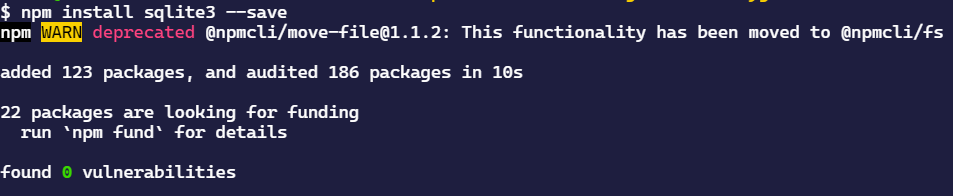 $ npm install sqlite3 --save
npm WARN deprecated @npmcli/move-file@1.1.2: This functionality has been moved to @npmcli/fs
added 123 packages, and audited 186 packages in 10s
22 packages are looking for funding
run `npm fund` for details
found 0 vulnerabilities